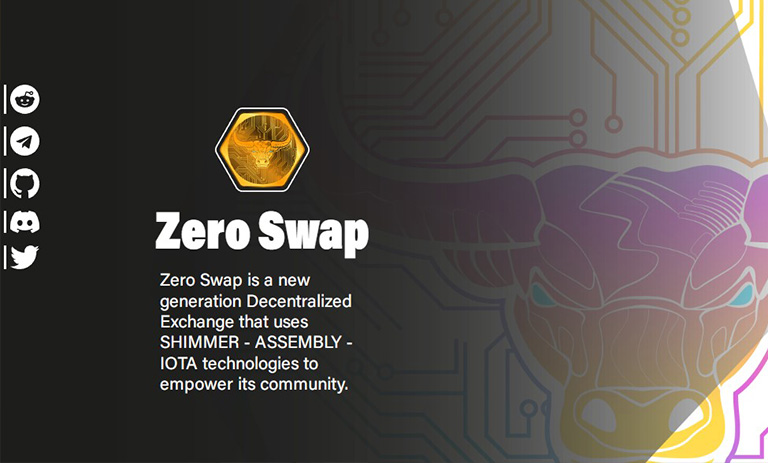 Zero Swap
Zero Swap is a new
generation Decentralized
Exchange that uses
SHIMMER - ASSEMBLY -
IOTA technologies to
empower its community.